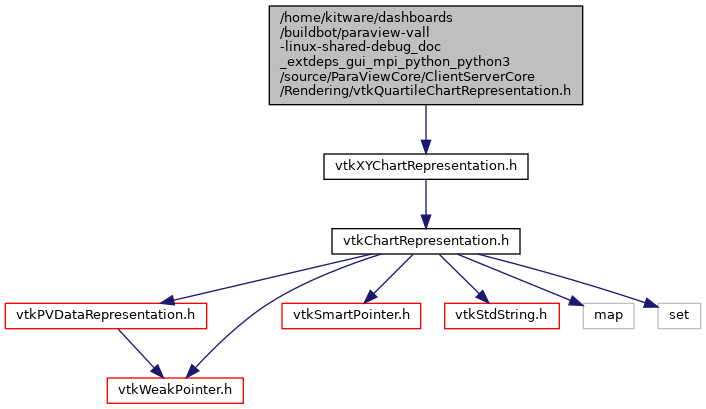 /home/kitware/dashboards
/buildbot/paraview-vall
-linux-shared-debug_doc
_extdeps_gui_mpi_python_python3
/source/ParaViewCore/ClientServerCore
/Rendering/vtkQuartileChartRepresentation.h
vtkXYChartRepresentation.h
vtkChartRepresentation.h
vtkPVDataRepresentation.h
vtkSmartPointer.h
vtkStdString.h
map
set
vtkWeakPointer.h